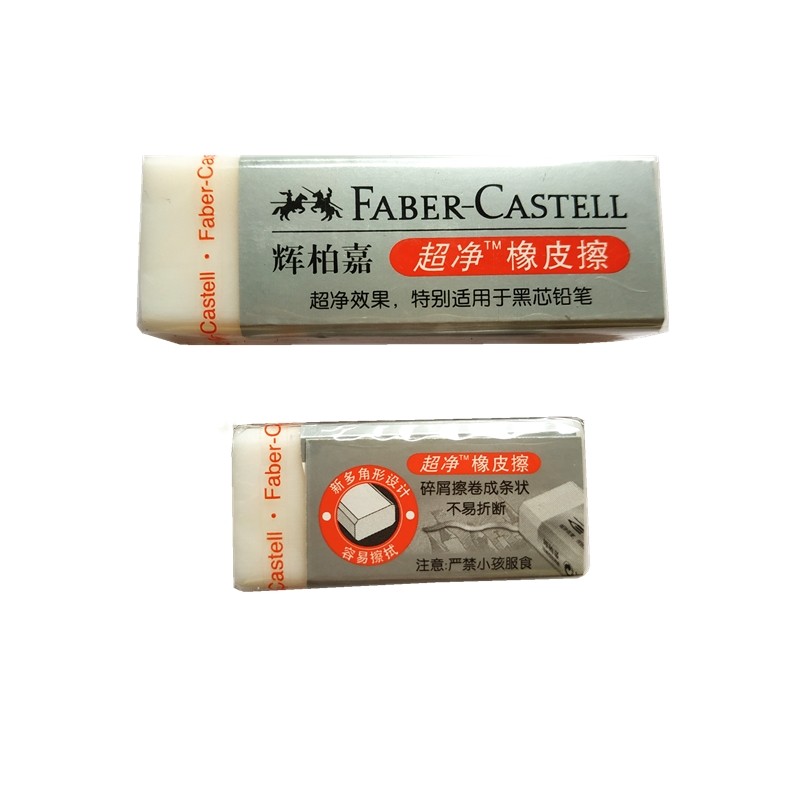 Castell • Faber-Ca
FABER-CASTELL
辉柏嘉 超净™橡皮擦
超净效果，特别适用于黑芯铅笔
Castell • Faber-C
新多角形设计
容易擦拭
超净™橡皮擦
碎屑擦卷成条状
不易折断
注意:严禁小孩服食